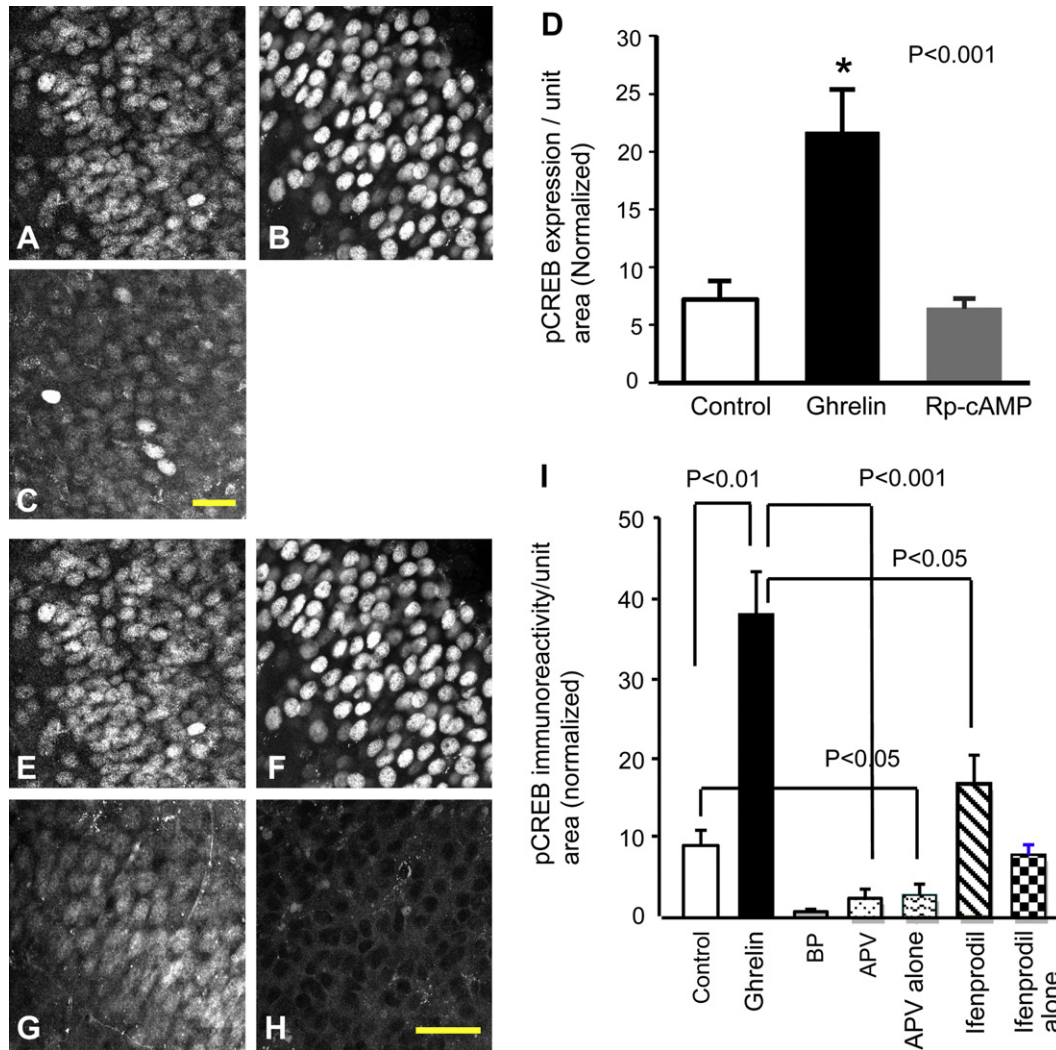 A
B
C
D
pCREB expression / unit
area (Normalized)
30
25
20
15
10
5
0
*
P<0.001
Control
Ghrelin
Rp-cAMP
E
F
G
H
I
pCREB immunoreactivity/unit
area (normalized)
50
40
30
20
10
0
P<0.01
P<0.001
P<0.05
P<0.05
Control
Ghrelin
BP
APV
APV alone
Ifenprodil
Ifenprodil
alone